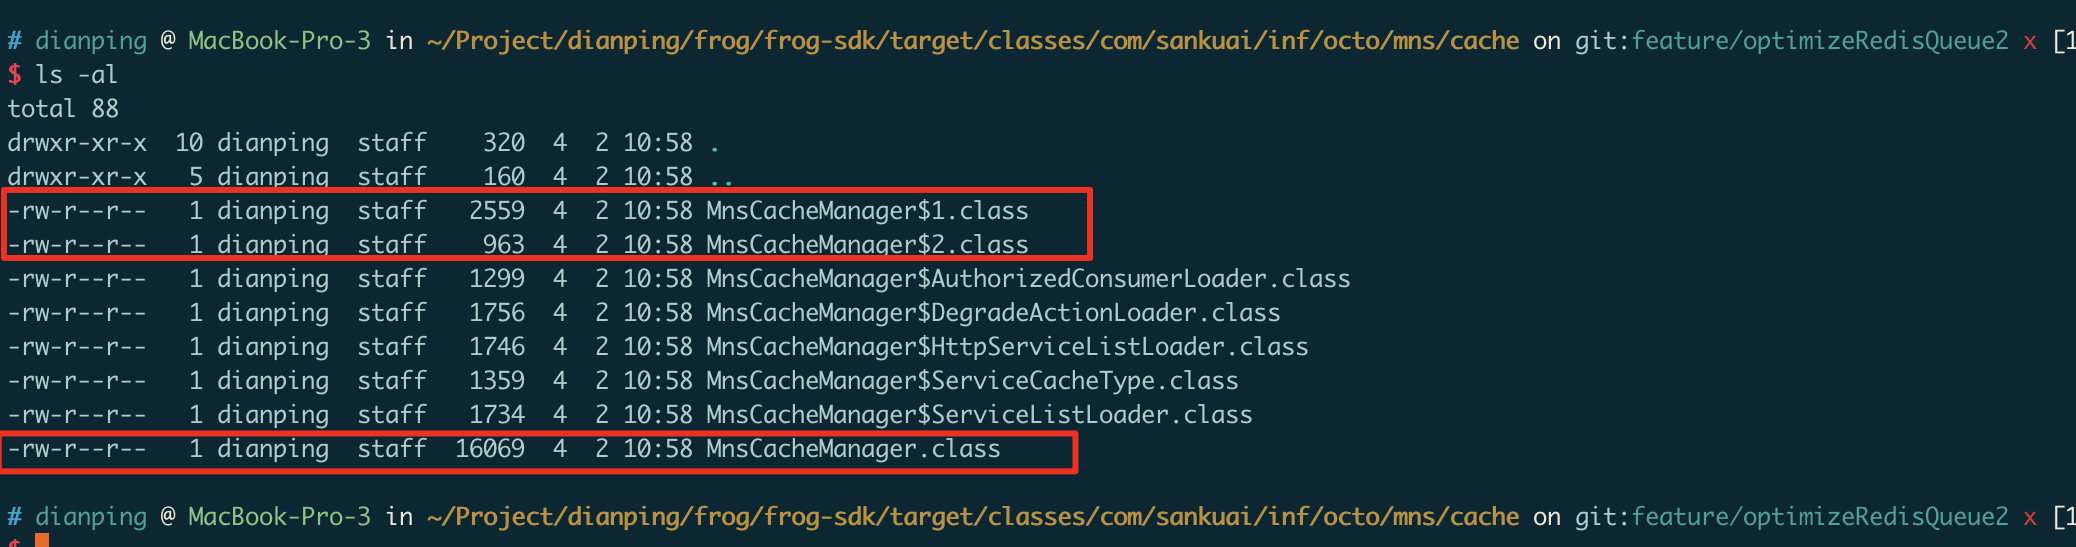 # dianping @ MacBook-Pro-3 in ~/Project/dianping/frog/frog-sdk/target/classes/com/sankuai/inf/octo/mns/cache on git:feature/optimizeRedisQueue2 x [1
$ ls -al
total 88
drwxr-xr-x  10 dianping  staff    320  4  2 10:58 .
drwxr-xr-x   5 dianping  staff    160  4  2 10:58 ..
-rw-r--r--   1 dianping  staff   2559  4  2 10:58 MnsCacheManager$1.class
-rw-r--r--   1 dianping  staff    963  4  2 10:58 MnsCacheManager$2.class
-rw-r--r--   1 dianping  staff   1299  4  2 10:58 MnsCacheManager$AuthorizedConsumerLoader.class
-rw-r--r--   1 dianping  staff   1756  4  2 10:58 MnsCacheManager$DegradeActionLoader.class
-rw-r--r--   1 dianping  staff   1746  4  2 10:58 MnsCacheManager$HttpServiceListLoader.class
-rw-r--r--   1 dianping  staff   1359  4  2 10:58 MnsCacheManager$ServiceCacheType.class
-rw-r--r--   1 dianping  staff   1734  4  2 10:58 MnsCacheManager$ServiceListLoader.class
-rw-r--r--   1 dianping  staff  16069  4  2 10:58 MnsCacheManager.class
# dianping @ MacBook-Pro-3 in ~/Project/dianping/frog/frog-sdk/target/classes/com/sankuai/inf/octo/mns/cache on git:feature/optimizeRedisQueue2 x [1
$